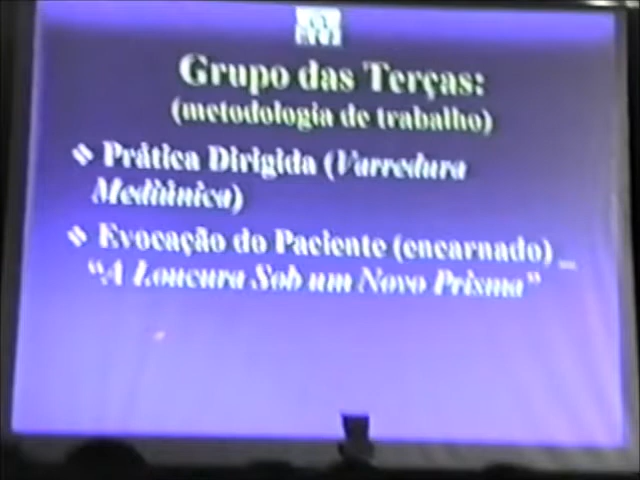 Grupo das Terças:
(metodologia de trabalho)
❖ Prática Dirigida (Varredura
Mediúnica)
❖ Evocação do Paciente (encarnado) _
“A Loucura Sob um Novo Prisma”